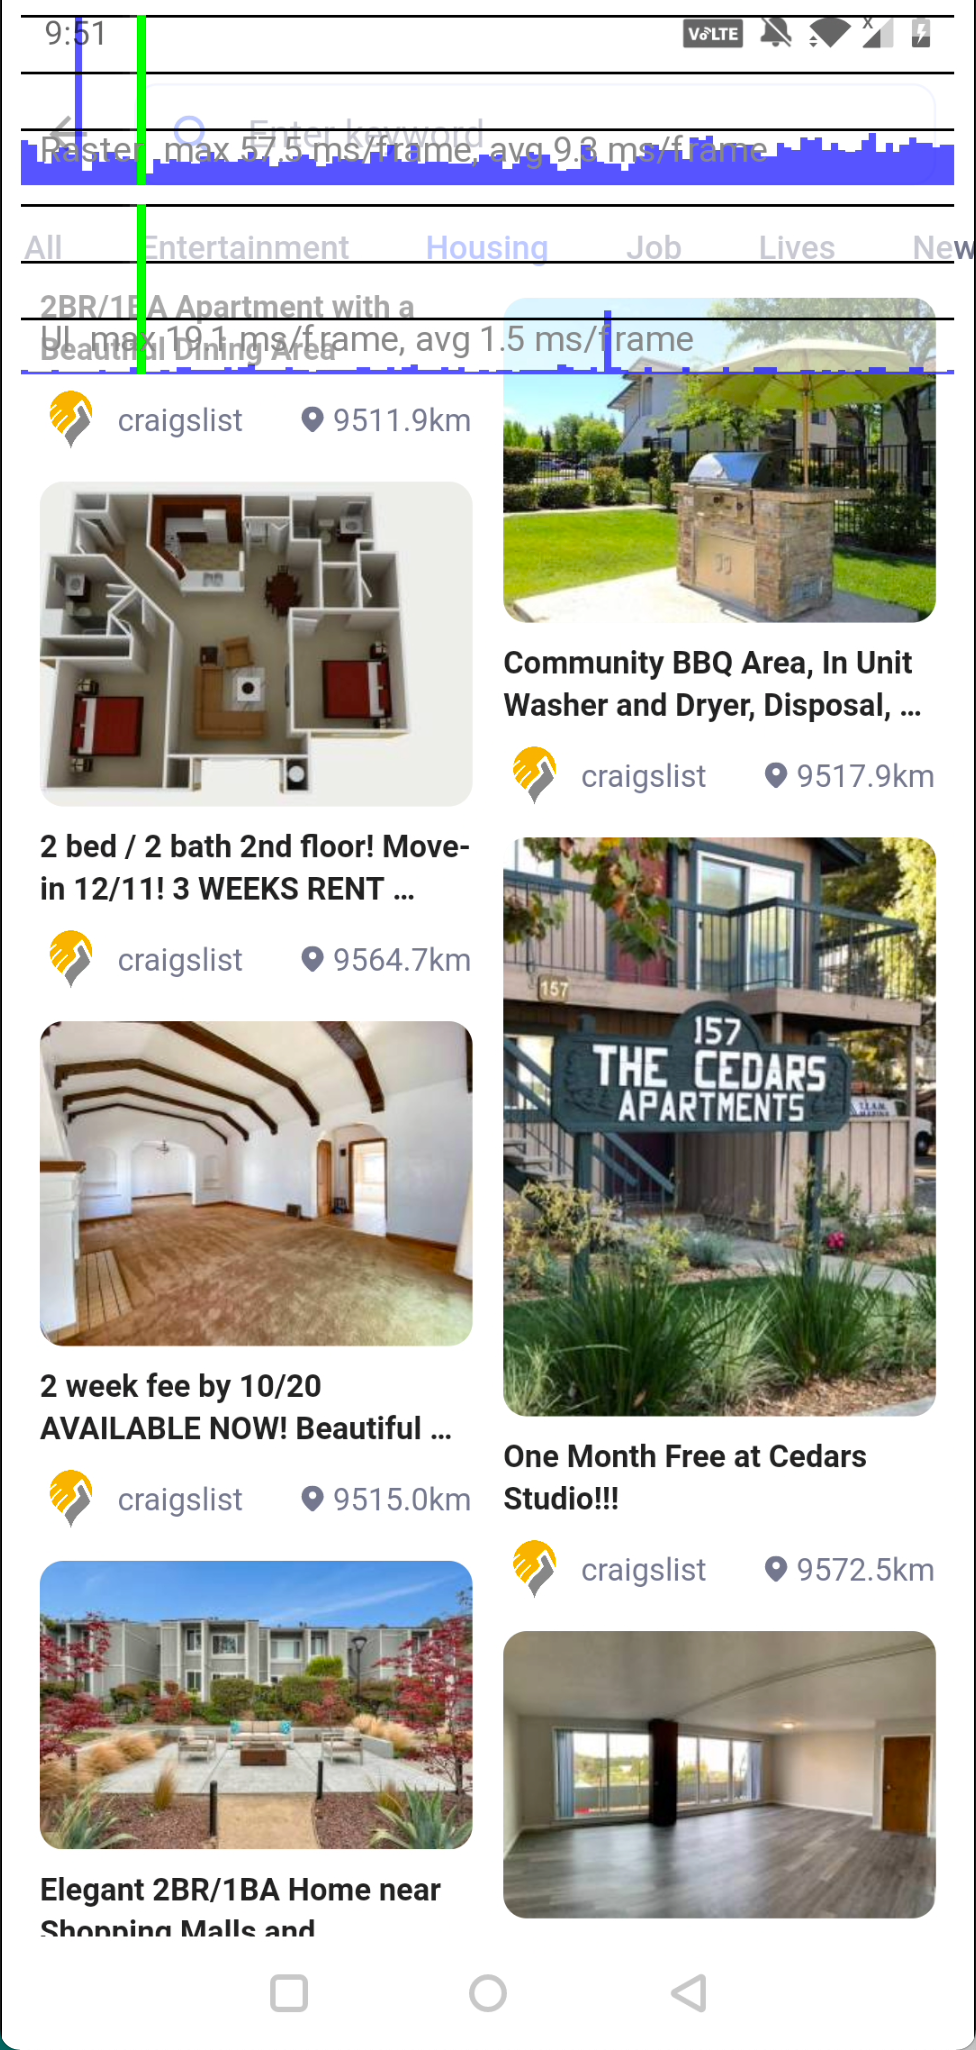 9:51
VoLTE
x
Enter keyword
Raster max 57.5 ms/frame, avg 9.3 ms/frame
All Entertainment Housing Job Lives New
2BR/1BA Apartment with a
Beautiful Dining Area
UI max 19.1 ms/frame, avg 1.5 ms/frame
craigslist 9511.9km
2 bed / 2 bath 2nd floor! Move-
in 12/11! 3 WEEKS RENT …
craigslist 9564.7km
2 week fee by 10/20
AVAILABLE NOW! Beautiful …
craigslist 9515.0km
Elegant 2BR/1BA Home near
Shopping Malls and
Community BBQ Area, In Unit
Washer and Dryer, Disposal, …
craigslist 9517.9km
157
157
THE CEDARS
APARTMENTS
One Month Free at Cedars
Studio!!!
craigslist 9572.5km